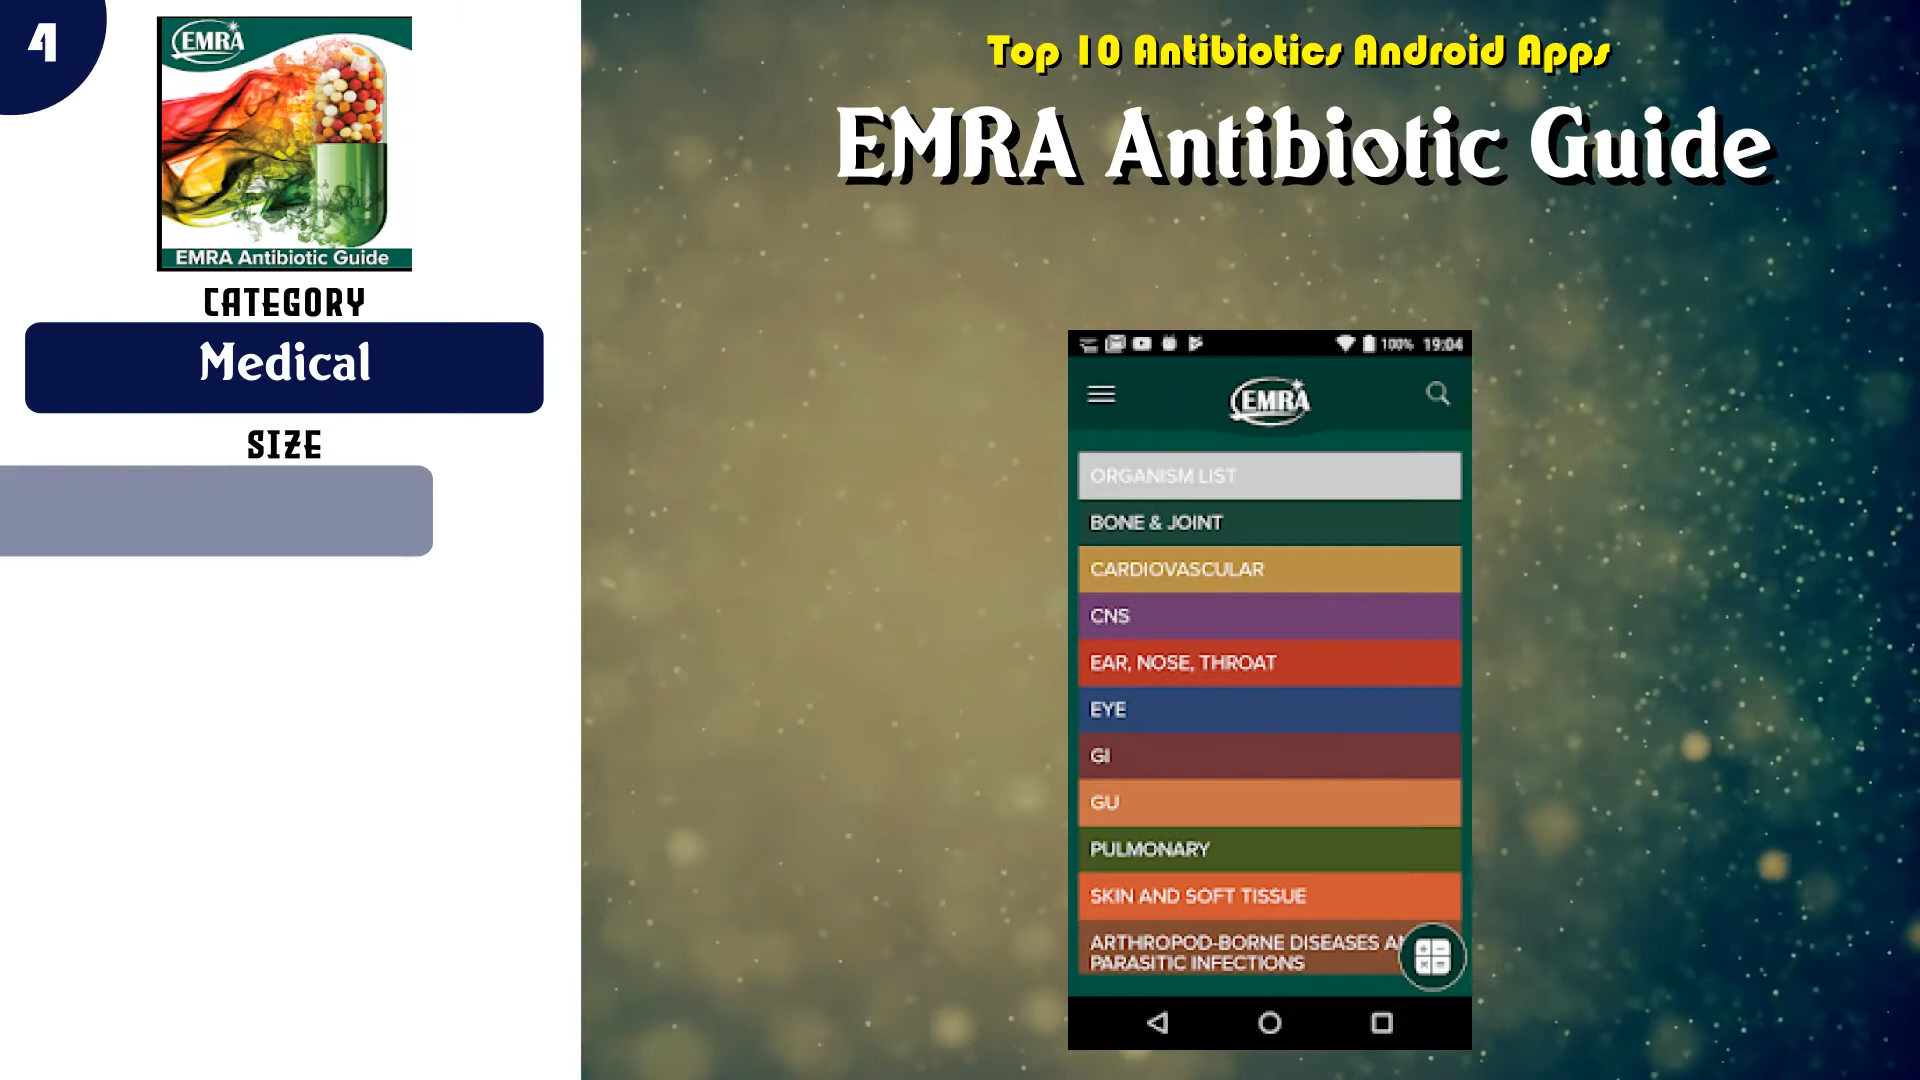 4
EMRA
EMRA Antibiotic Guide
CATEGORY
Medical
SIZE
Top 10 Antibiotics Android Apps
EMRA Antibiotic Guide
100% 19:04
EMRA
ORGANISM LIST
BONE & JOINT
CARDIOVASCULAR
CNS
EAR, NOSE, THROAT
EYE
GI
GU
PULMONARY
SKIN AND SOFT TISSUE
ARTHROPOD-BORNE DISEASES
PARASITIC INFECTIONS